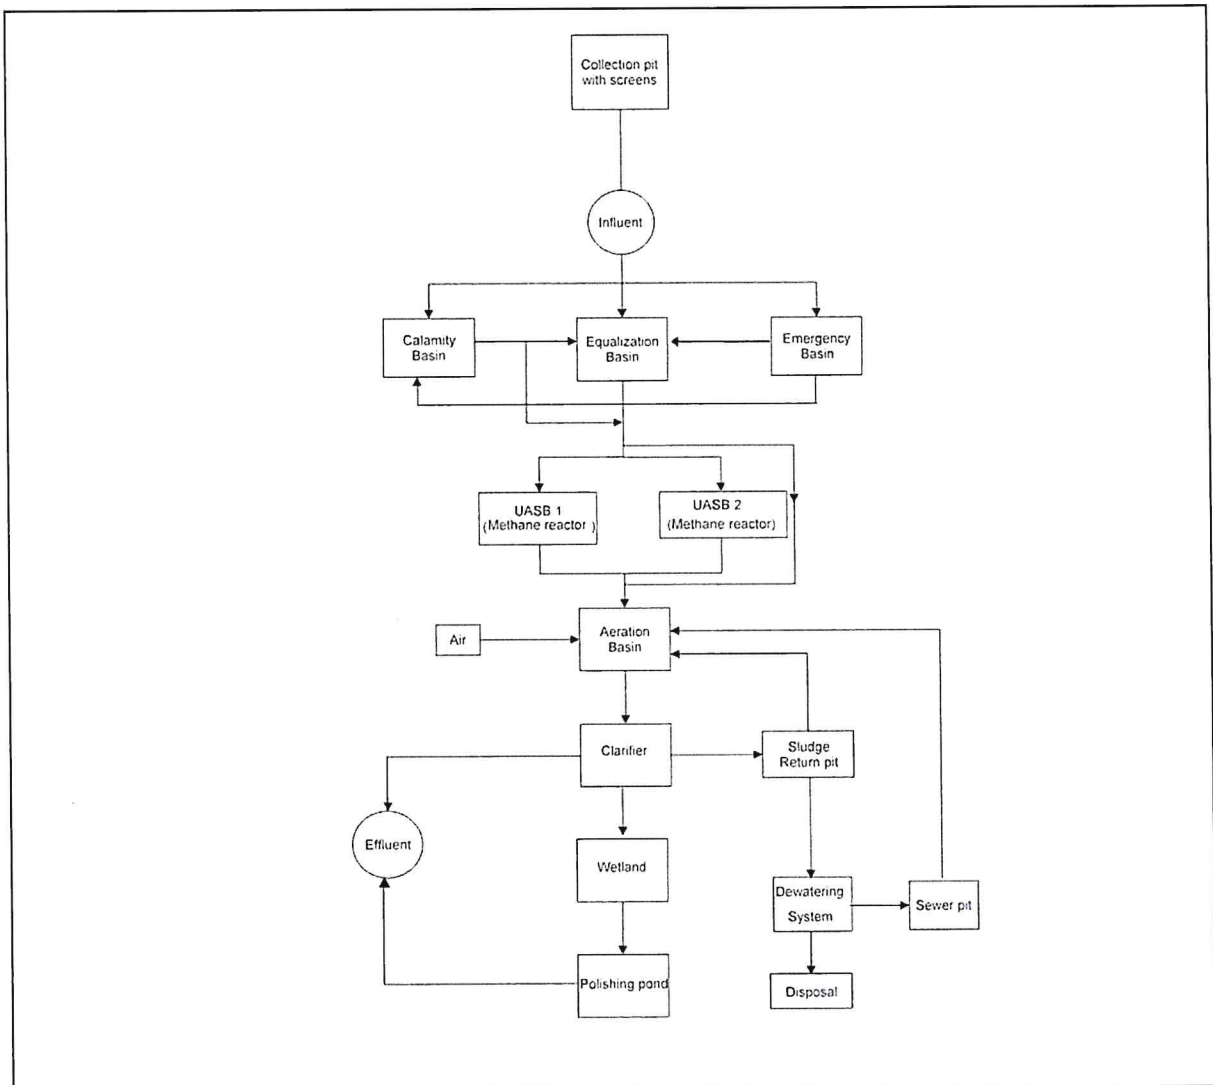 Collection pit
with screens
Influent
Calamity
Basin
Equalization
Basin
Emergency
Basin
UASB 1
(Methane reactor )
UASB 2
(Methane reactor)
Air
Aeration
Basin
Clarifier
Sludge
Return pit
Effluent
Wetland
Dewatering
System
Sewer pit
Polishing pond
Disposal